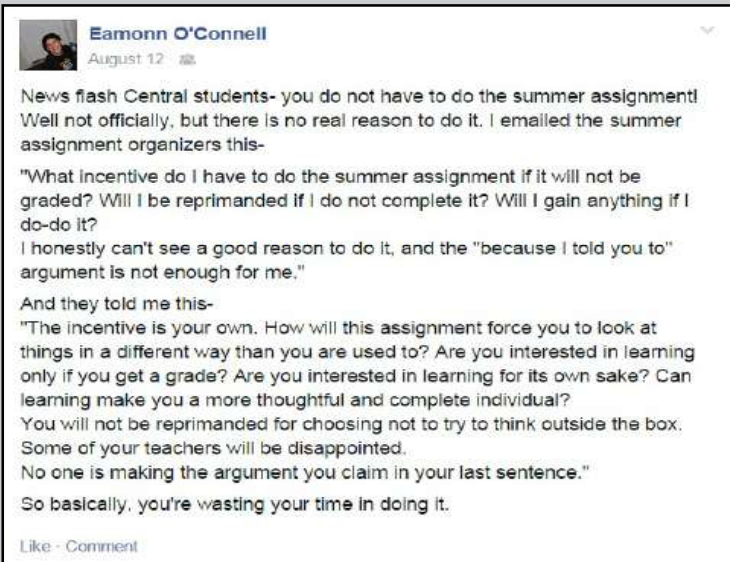 Eamonn O'Connell
August 12
News flash Central students- you do not have to do the summer assignment!
Well not officially, but there is no real reason to do it. I emailed the summer
assignment organizers this-
"What incentive do I have to do the summer assignment if it will not be
graded? Will I be reprimanded if I do not complete it? Will I gain anything if I
do-do it?
I honestly can't see a good reason to do it, and the "because I told you to"
argument is not enough for me."
And they told me this-
"The incentive is your own. How will this assignment force you to look at
things in a different way than you are used to? Are you interested in learning
only if you get a grade? Are you interested in learning for its own sake? Can
learning make you a more thoughtful and complete individual?
You will not be reprimanded for choosing not to try to think outside the box.
Some of your teachers will be disappointed.
No one is making the argument you claim in your last sentence."
So basically, you're wasting your time in doing it.
Like · Comment